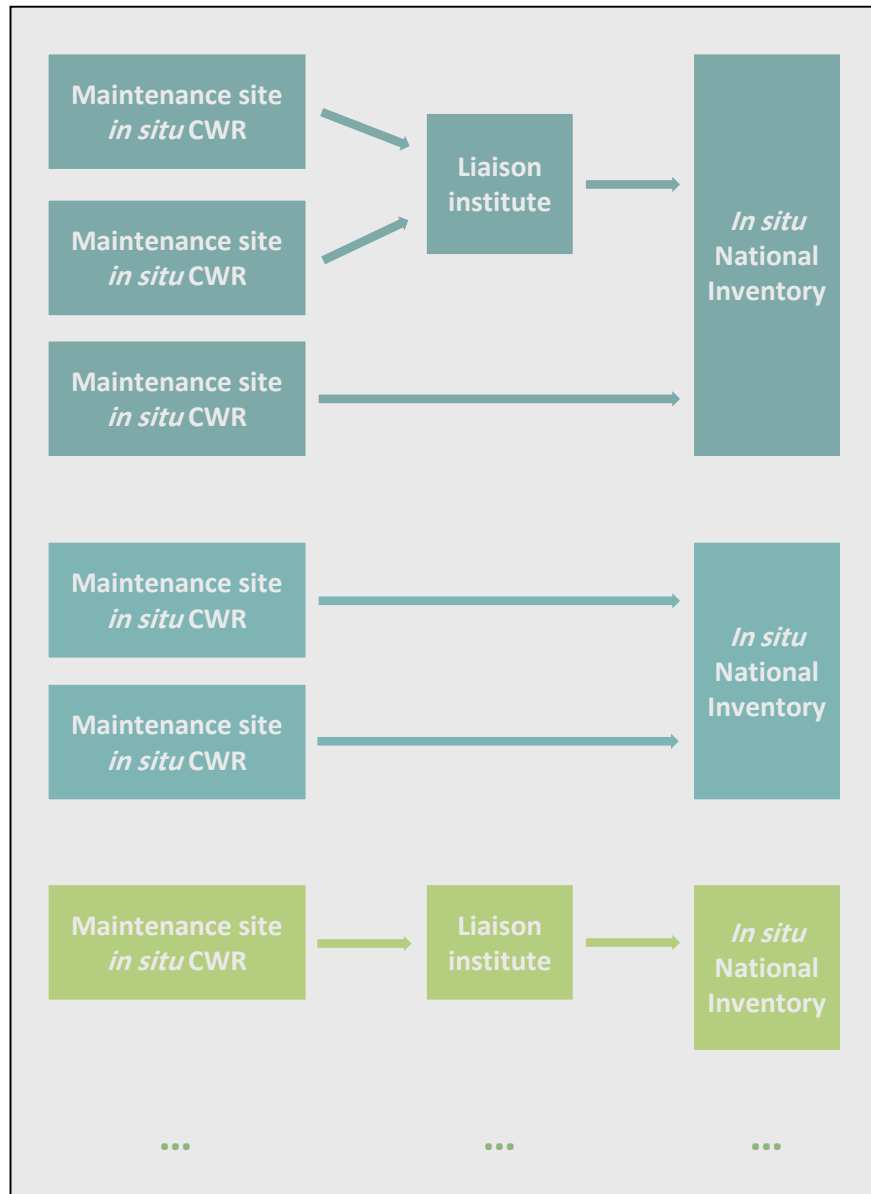 Maintenance site
in situ CWR
Maintenance site
in situ CWR
Liaison
institute
Maintenance site
in situ CWR
In situ
National
Inventory
Maintenance site
in situ CWR
Maintenance site
in situ CWR
In situ
National
Inventory
Maintenance site
in situ CWR
Liaison
institute
In situ
National
Inventory
... ... ...